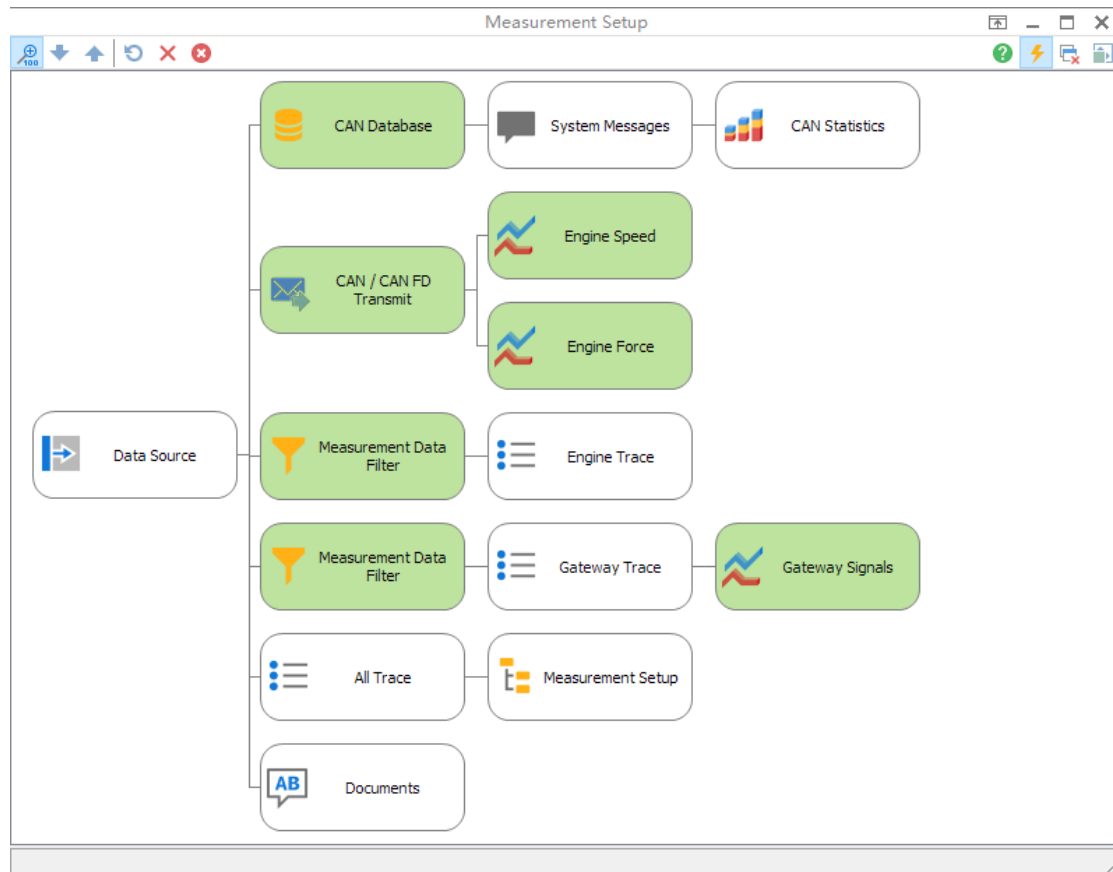 Measurement Setup
100
?
CAN Database
System Messages
CAN Statistics
Engine Speed
CAN / CAN FD
Transmit
Engine Force
Data Source
Measurement Data
Filter
Engine Trace
Measurement Data
Filter
Gateway Trace
Gateway Signals
All Trace
Measurement Setup
AB
Documents